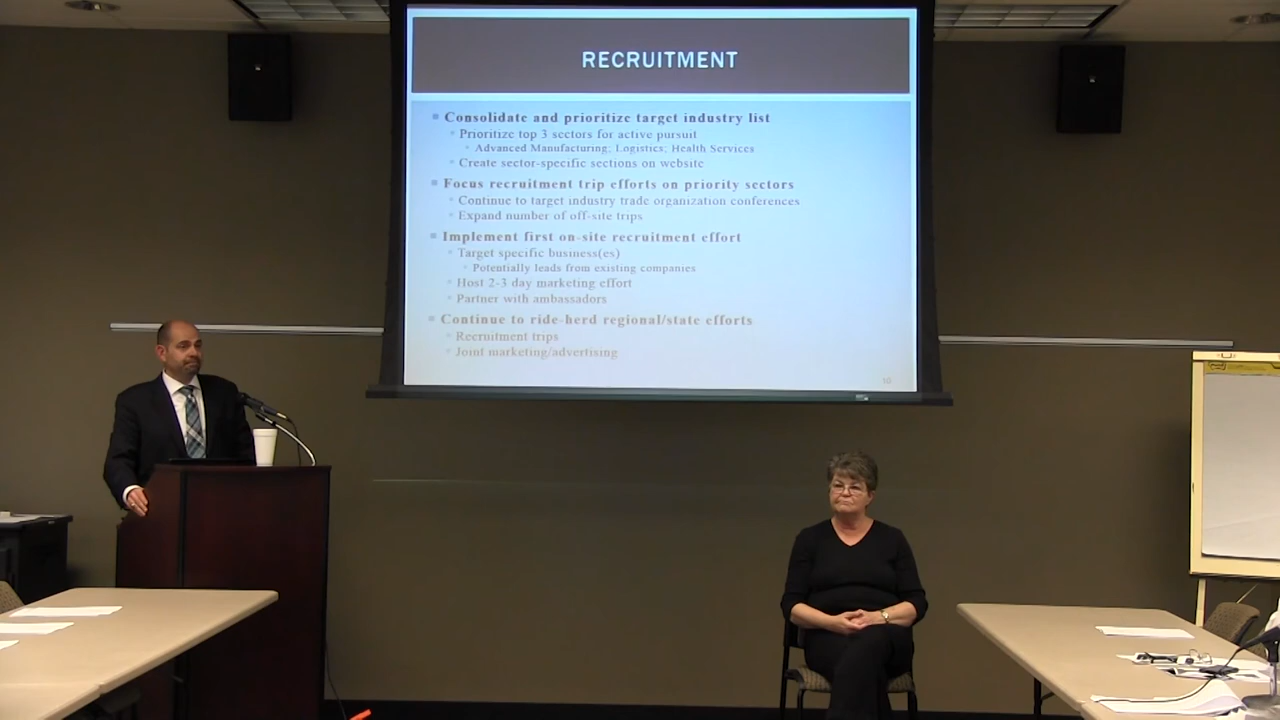 RECRUITMENT
Consolidate and prioritize target industry list
Prioritize top 3 sectors for active pursuit
Advanced Manufacturing; Logistics; Health Services
Create sector-specific sections on website
Focus recruitment trip efforts on priority sectors
Continue to target industry trade organization conferences
Expand number of off-site trips
Implement first on-site recruitment effort
Target specific business(es)
Potentially leads from existing companies
Host 2-3 day marketing effort
Partner with ambassadors
Continue to ride-herd regional/state efforts
Recruitment trips
Joint marketing/advertising
10